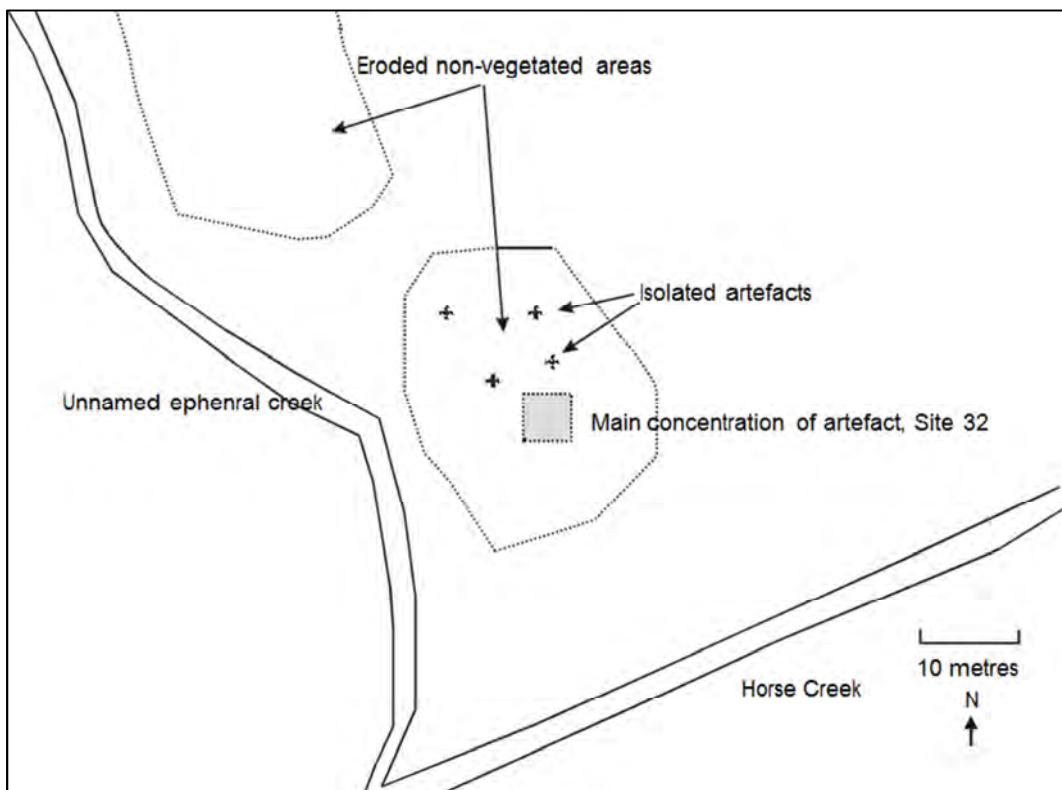 Eroded non-vegetated areas
Isolated artefacts
Unnamed ephenral creek
Main concentration of artefact, Site 32
10 metres
Horse Creek
N